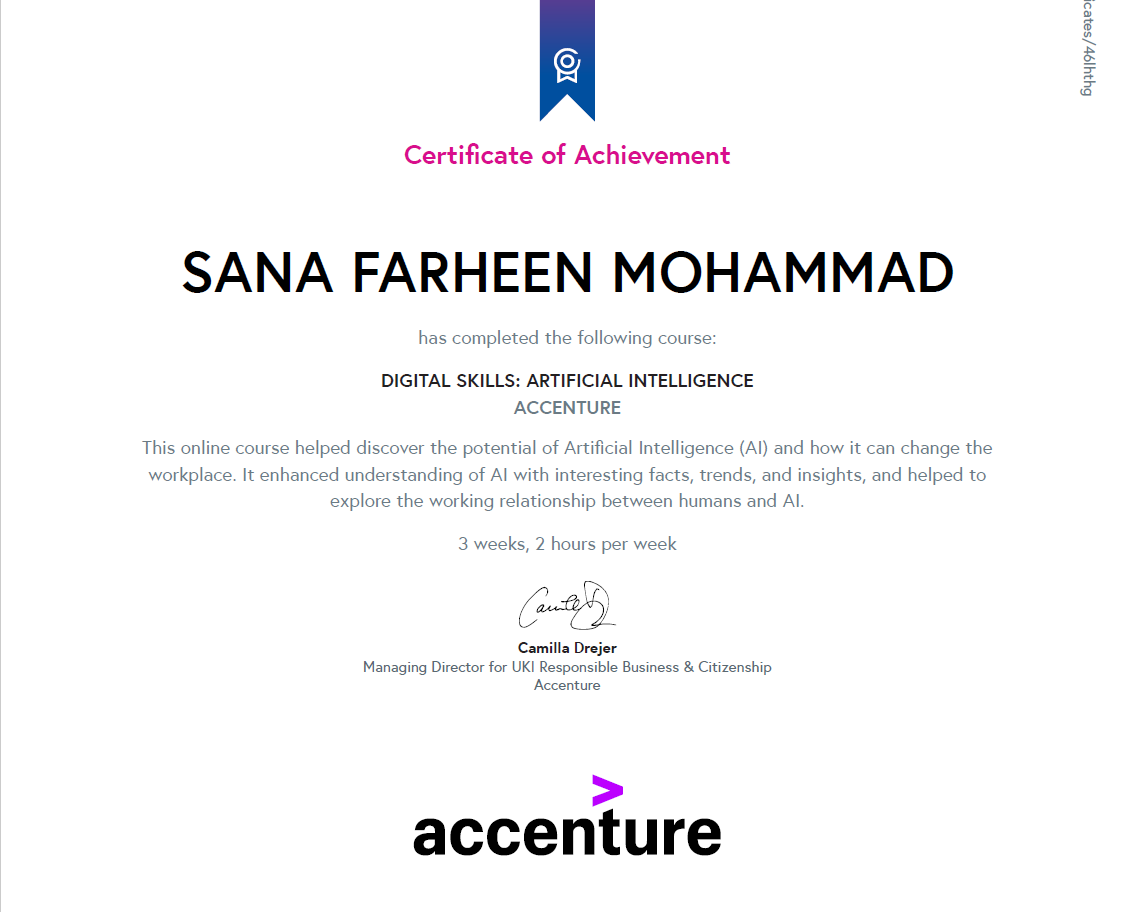 icates/46lhthg
Certificate of Achievement
SANA FARHEEN MOHAMMAD
has completed the following course:
DIGITAL SKILLS: ARTIFICIAL INTELLIGENCE
ACCENTURE
This online course helped discover the potential of Artificial Intelligence (AI) and how it can change the
workplace. It enhanced understanding of AI with interesting facts, trends, and insights, and helped to
explore the working relationship between humans and AI.
3 weeks, 2 hours per week
Camilla Drejer
Managing Director for UKI Responsible Business & Citizenship
Accenture
accenture